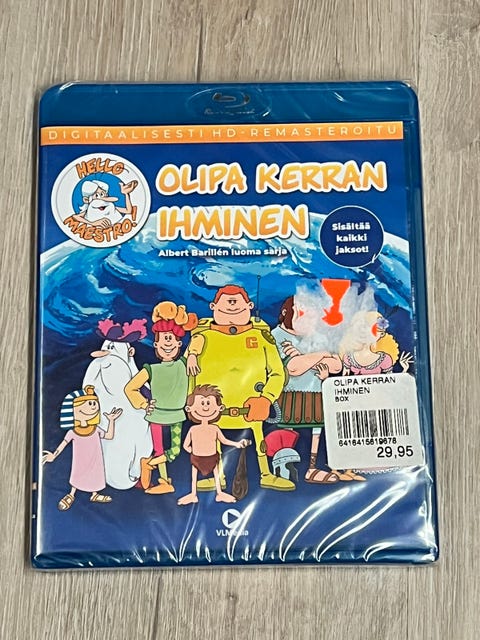 DIGITAALISESTI HD-REMASTEROITU
HELLO
MAESTRO!
OLIPA KERRAN
IHMINEN
Albert Barillén luoma sarja
Sisältää
kaikki
jaksot!
G
OLIPA KERRAN
IHMINEN
BOX
6416415619678
29,95
VLMedia